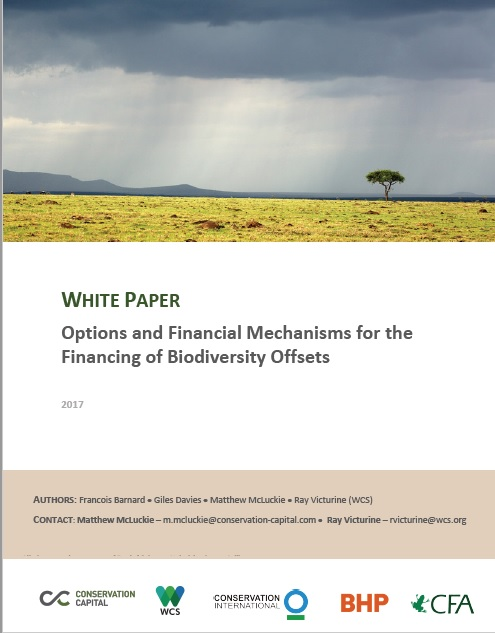 WHITE PAPER
Options and Financial Mechanisms for the
Financing of Biodiversity Offsets
2017
AUTHORS: Francois Barnard • Giles Davies • Matthew McLuckie • Ray Victurine (WCS)
CONTACT: Matthew McLuckie – m.mcluckie@conservation-capital.com • Ray Victurine – rvicturine@wcs.org
CONSERVATION
CAPITAL
WCS
CONSERVATION
INTERNATIONAL
BHP
CFA